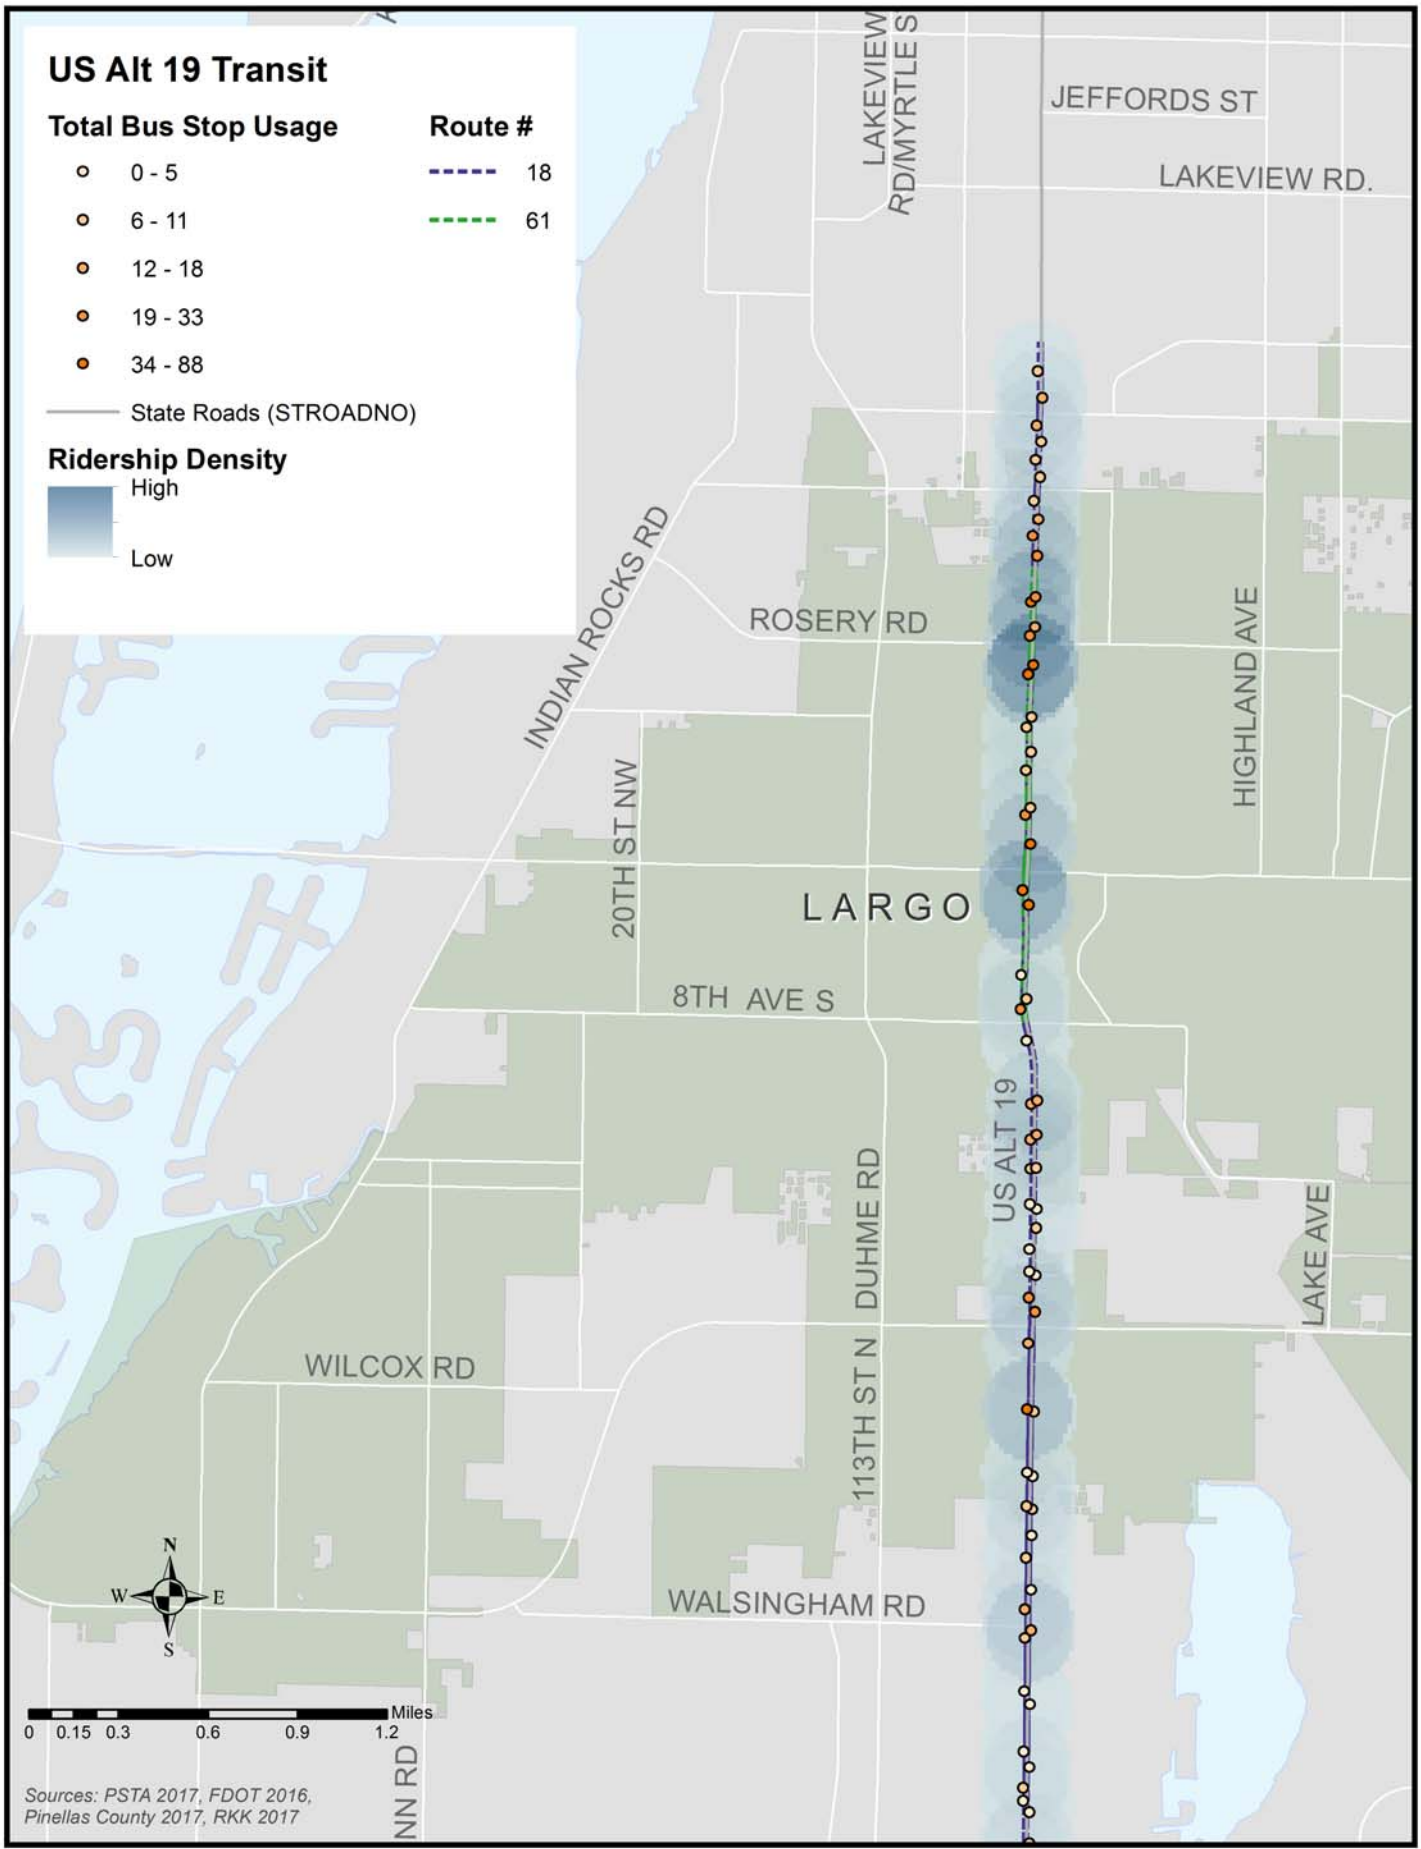 US Alt 19 Transit
Total Bus Stop Usage
0 - 5
6 - 11
12 - 18
19 - 33
34 - 88
State Roads (STROADNO)
Route #
18
61
Ridership Density
High
Low
LAKEVIEW
RD/MYRTLE S
JEFFORDS ST
LAKEVIEW RD.
INDIAN ROCKS RD
ROSERY RD
HIGHLAND AVE
20TH ST NW
LARGO
8TH AVE S
US ALT 19
113TH ST N DUHME RD
LAKE AVE
WILCOX RD
WALSINGHAM RD
N
W E
S
Miles
0 0.15 0.3 0.6 0.9 1.2
NN RD
Sources: PSTA 2017, FDOT 2016,
Pinellas County 2017, RKK 2017